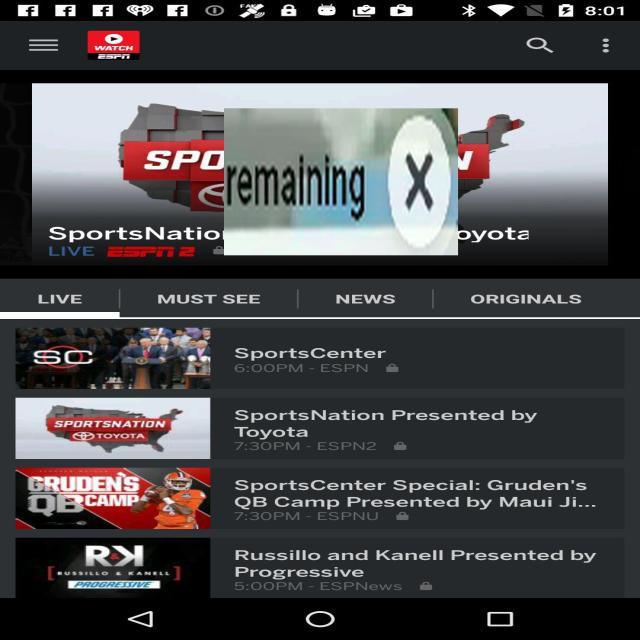 8:01
WATCH
ESPN
SPO
N
remaining X
SportsNatio
oyota
LIVE ESPN 2
LIVE
MUST SEE
NEWS
ORIGINALS
SC
SportsCenter
6:00PM - ESPN
SPORTSNATION
TOYOTA
SportsNation Presented by
Toyota
7:30PM - ESPN2
GRUDEN'S
QB CAMP
SportsCenter Special: Gruden's
QB Camp Presented by Maui Ji...
7:30PM - ESPNU
R&K
RUSSILLO & KANELL
PROGRESSIVE
Russillo and Kanell Presented by
Progressive
5:00PM - ESPNews